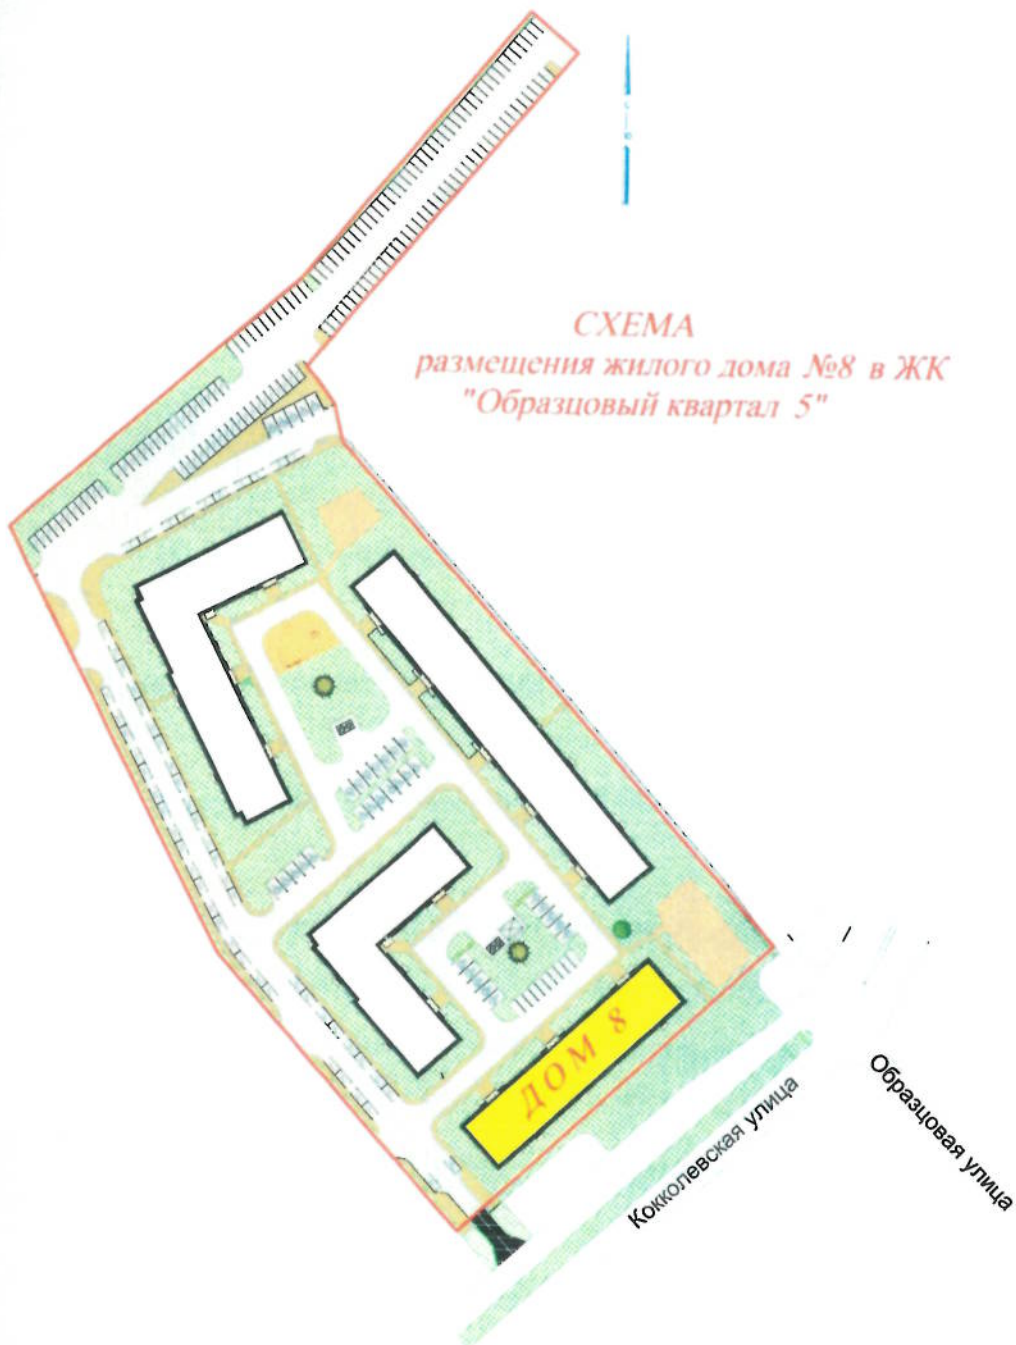 СХЕМА
размещения жилого дома №8 в ЖК
"Образцовый квартал 5"
ДОМ 8
Кокколевская улица
Образцовая улица